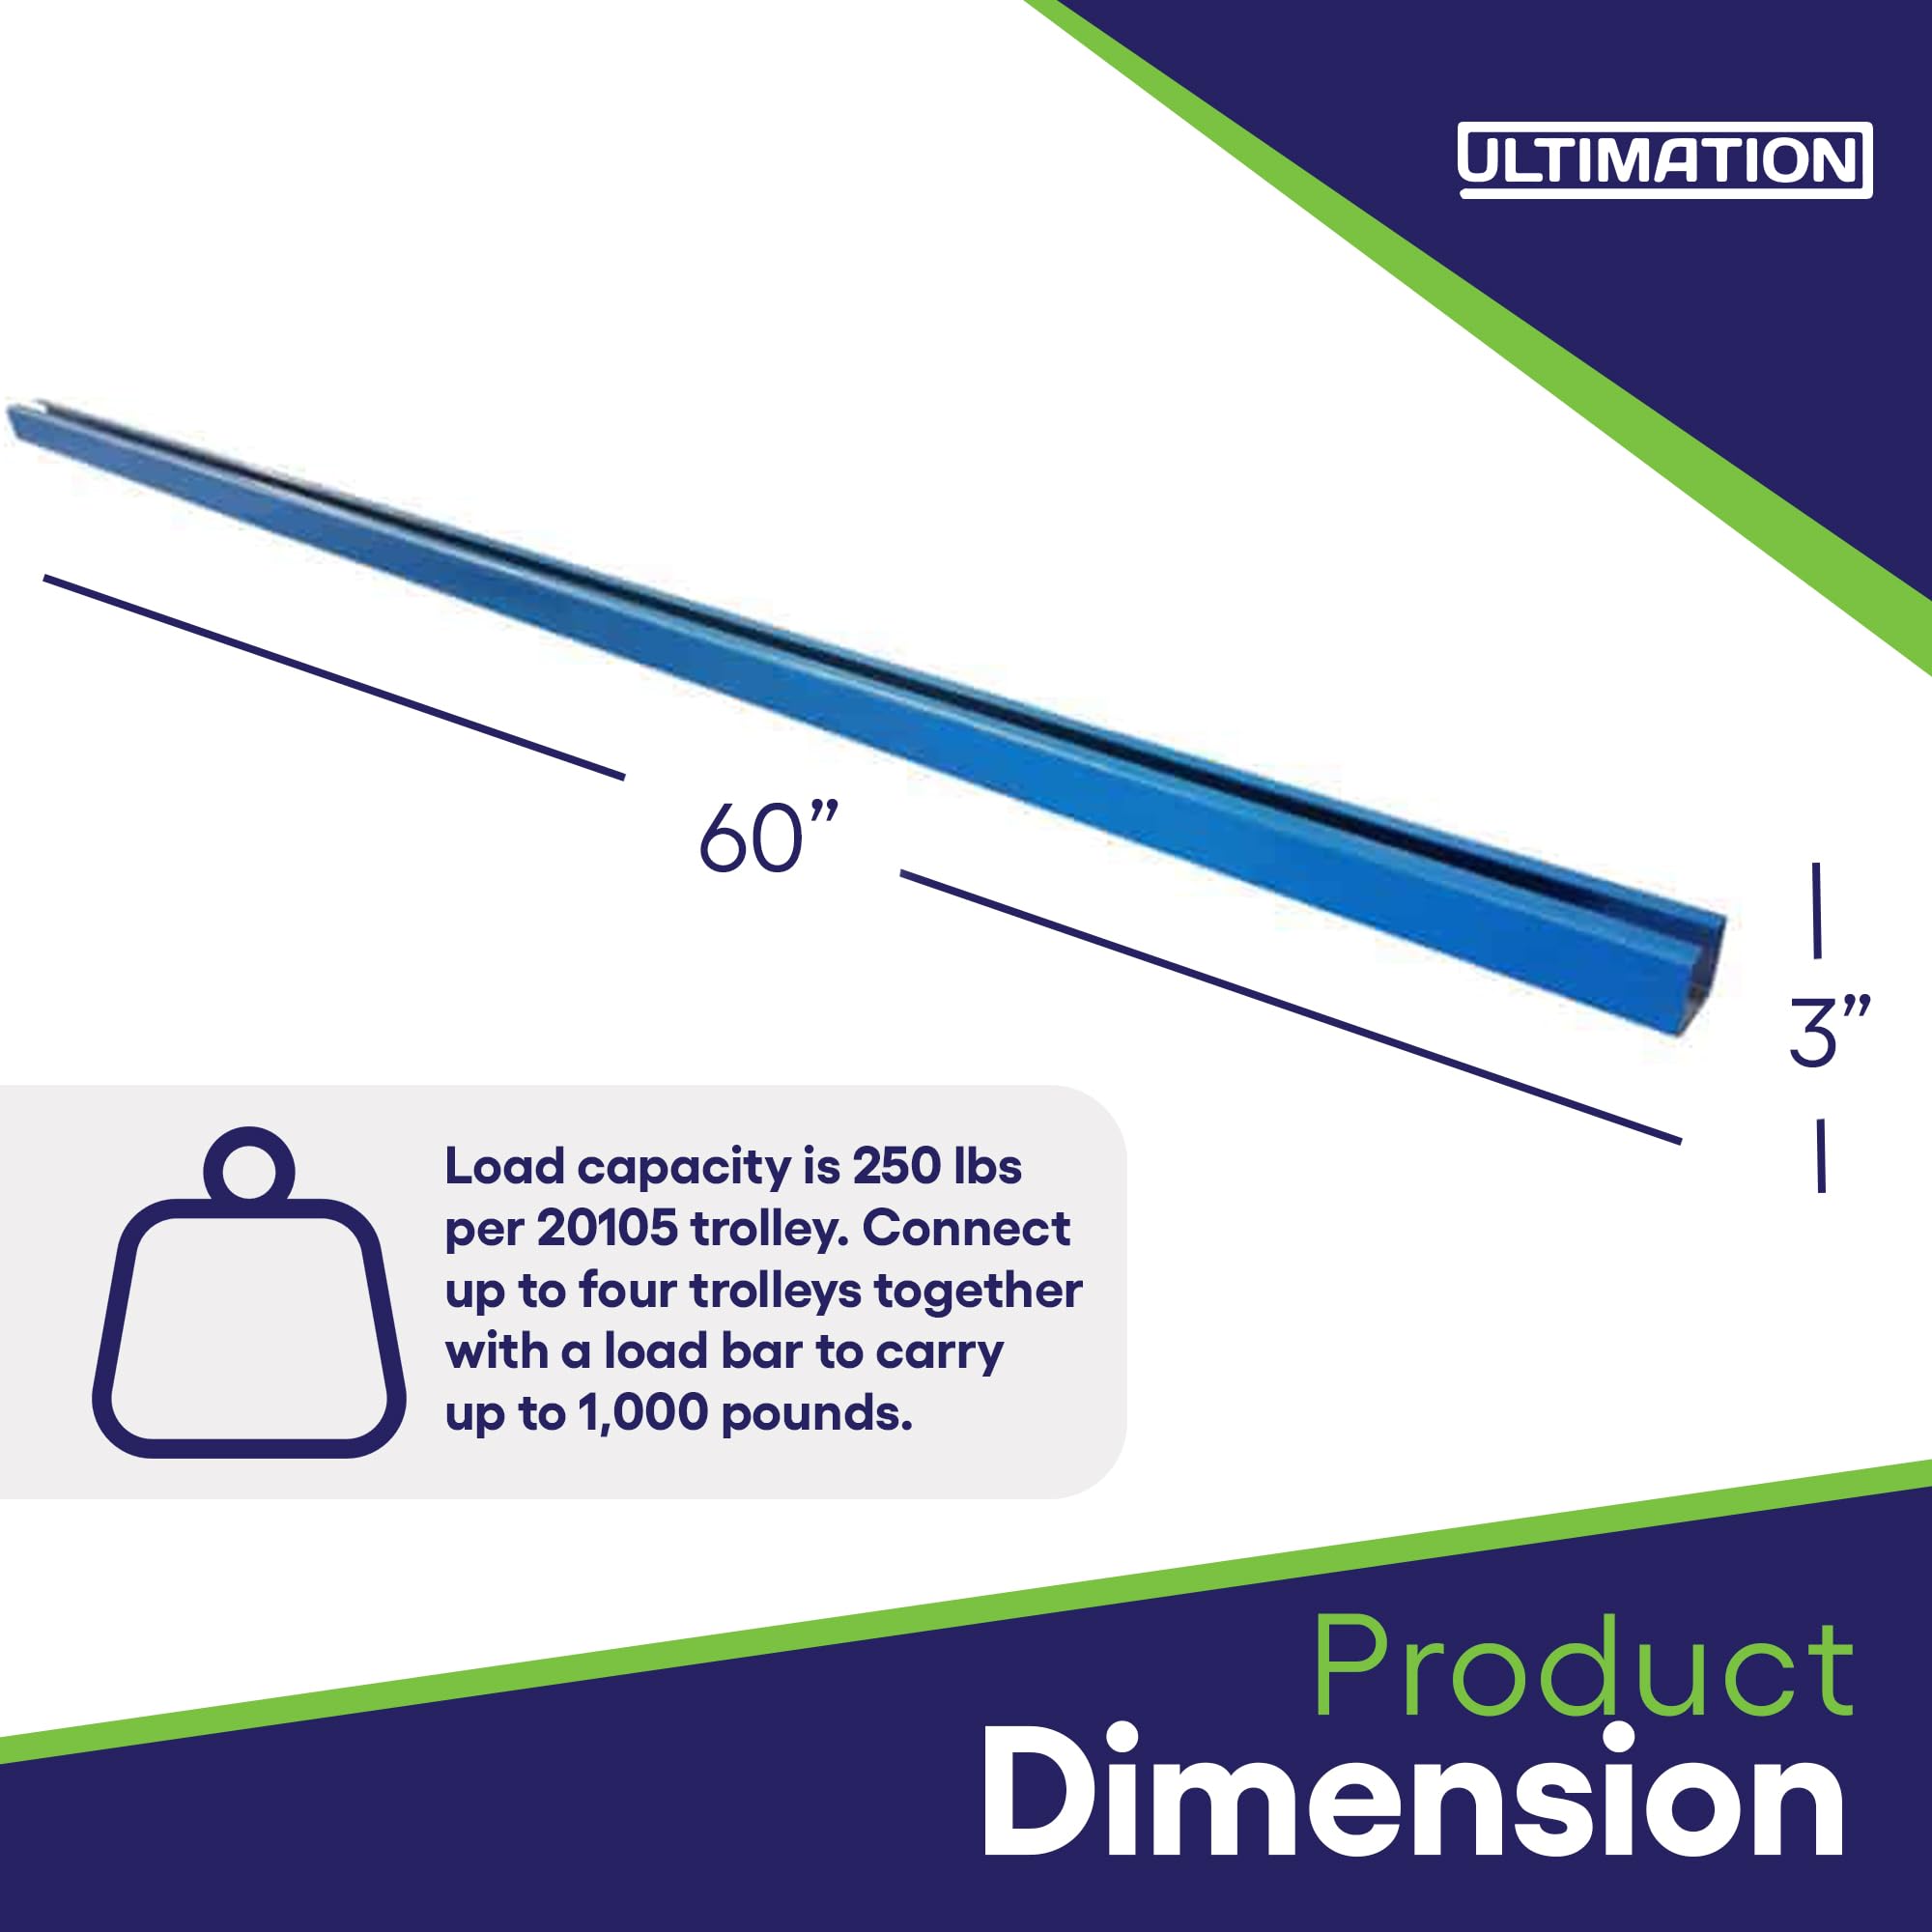 ULTIMATION
60”
3”
Load capacity is 250 lbs
per 20105 trolley. Connect
up to four trolleys together
with a load bar to carry
up to 1,000 pounds.
Product
Dimension